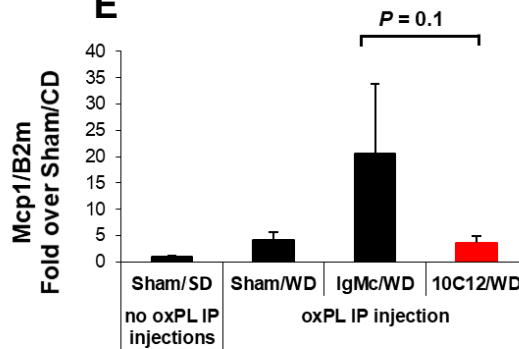 E
P = 0.1
Mcp1/B2m
Fold over Sham/CD
40
35
30
25
20
15
10
5
0
Sham/SD Sham/WD IgMc/WD 10C12/WD
no oxPL IP oxPL IP injection
injections